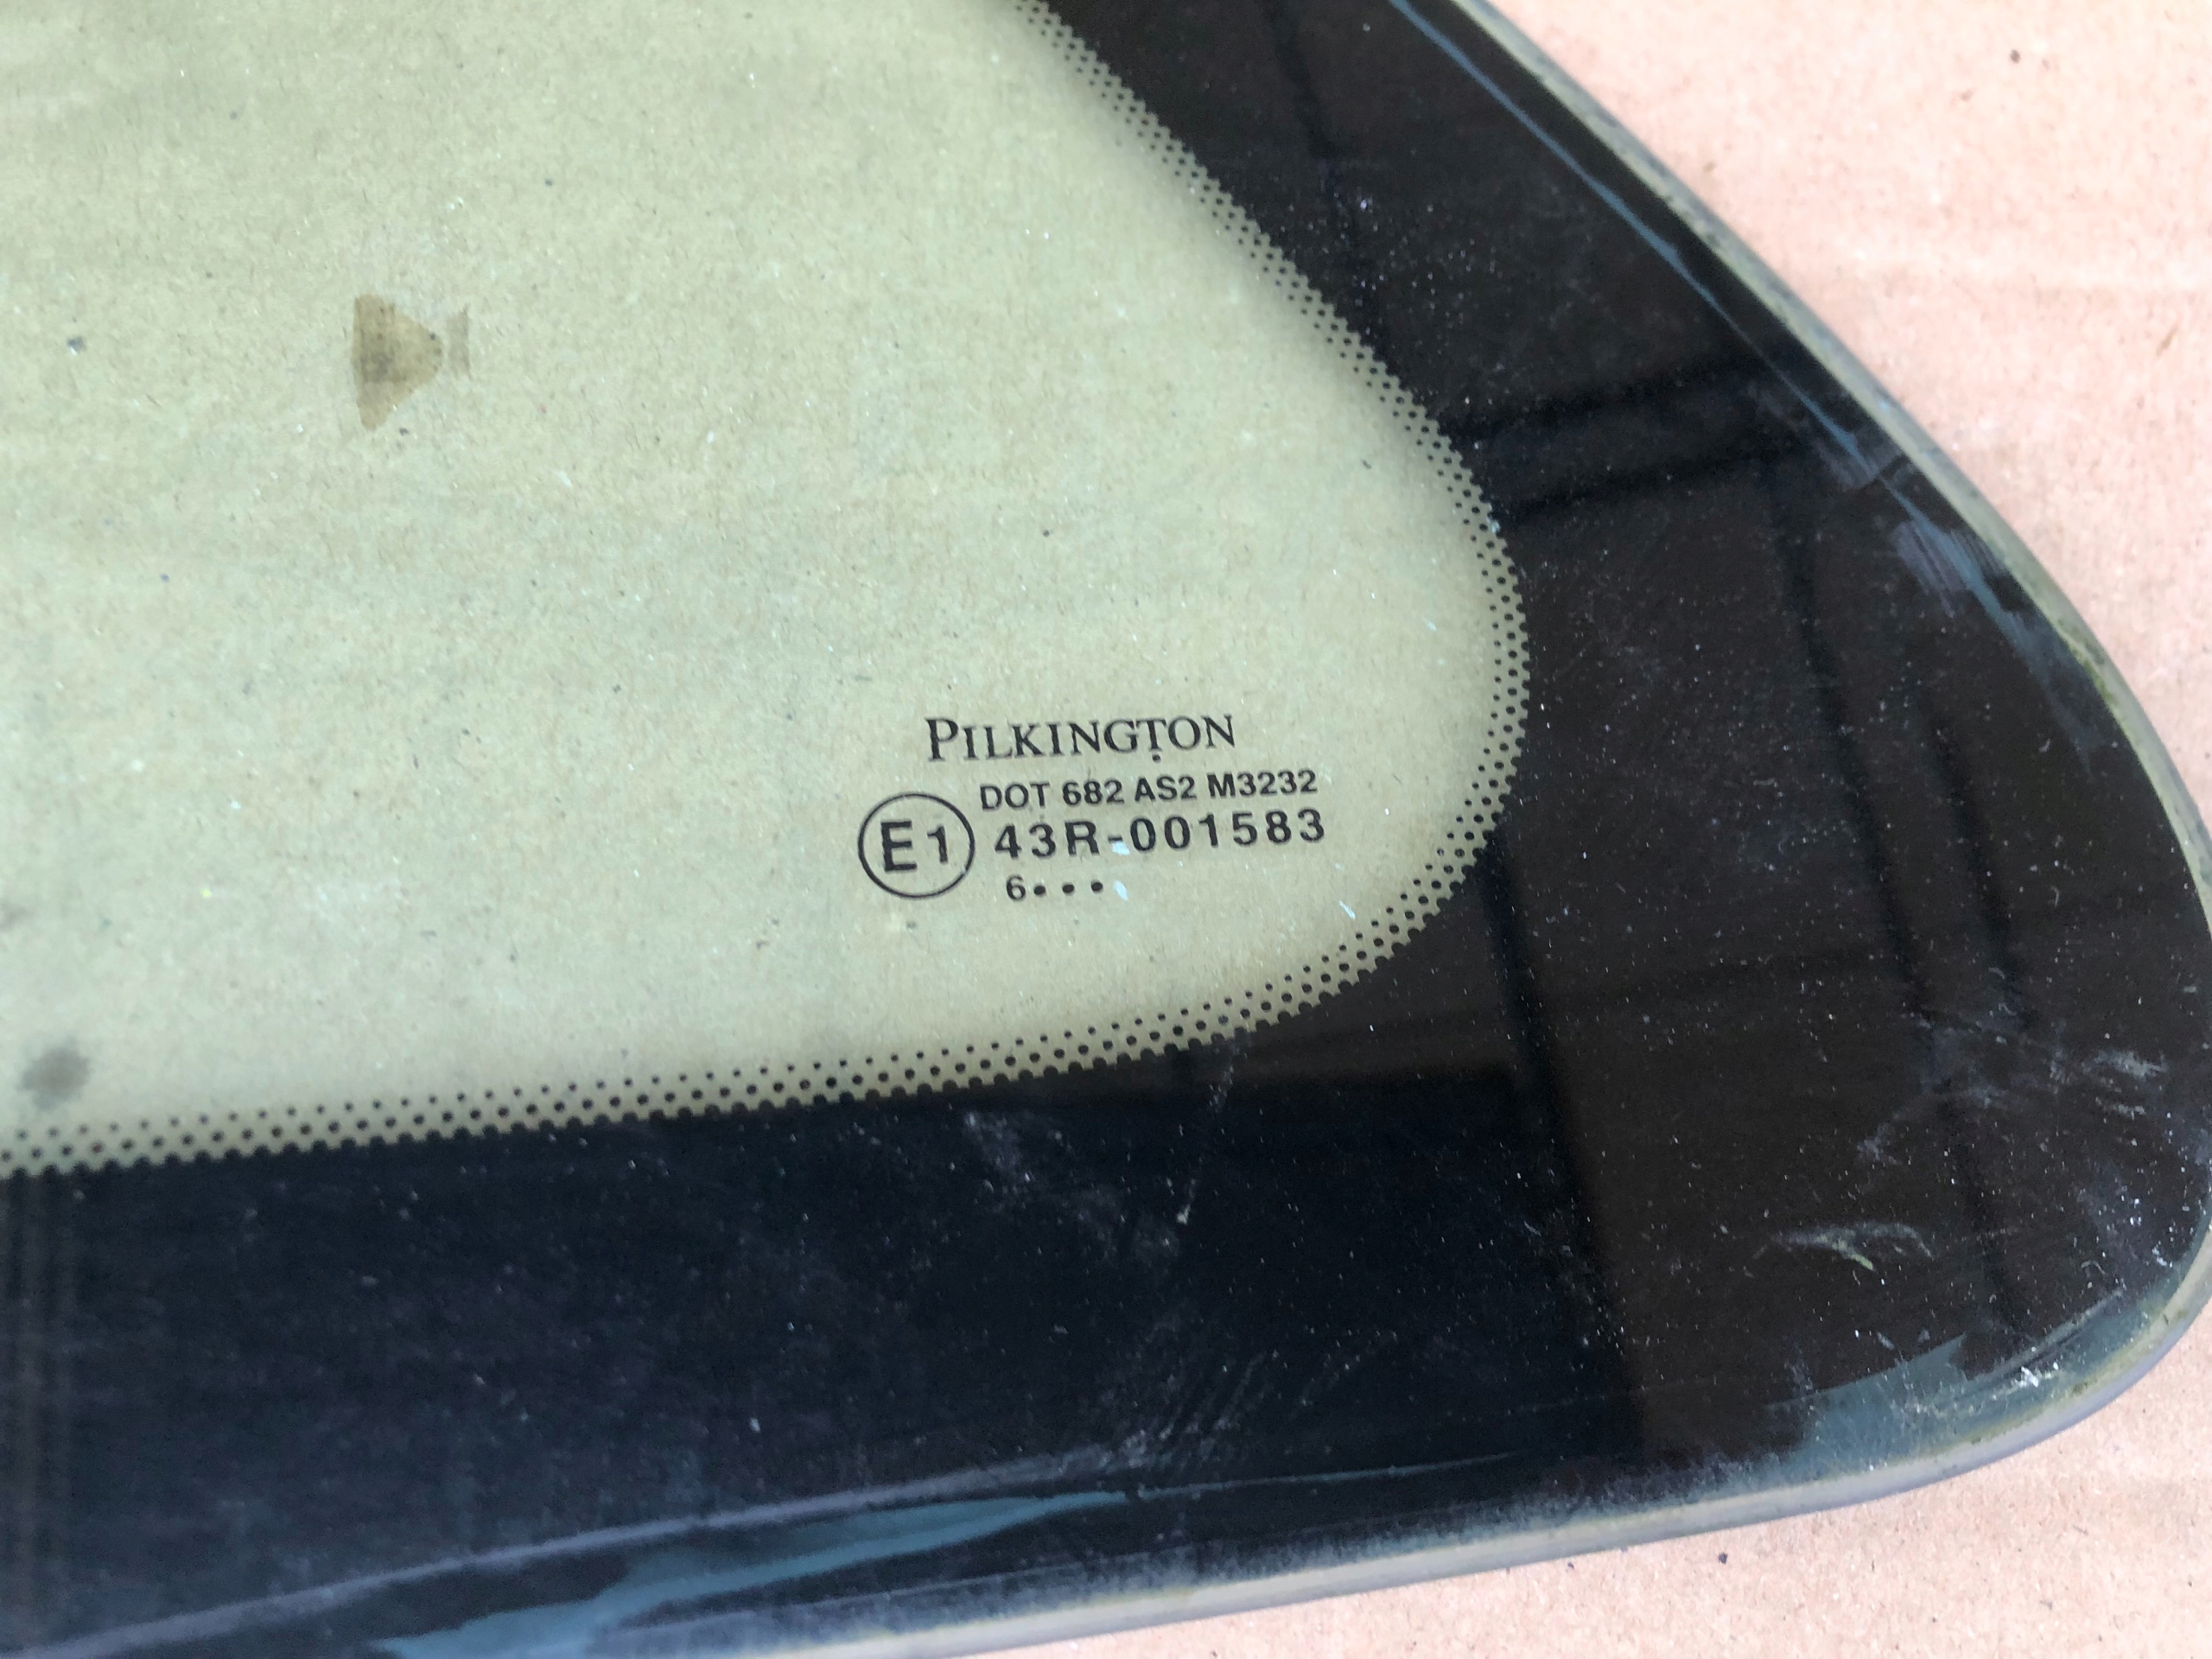 PILKINGTON
DOT 682 AS2 M3232
E1 43R-001583
6•••